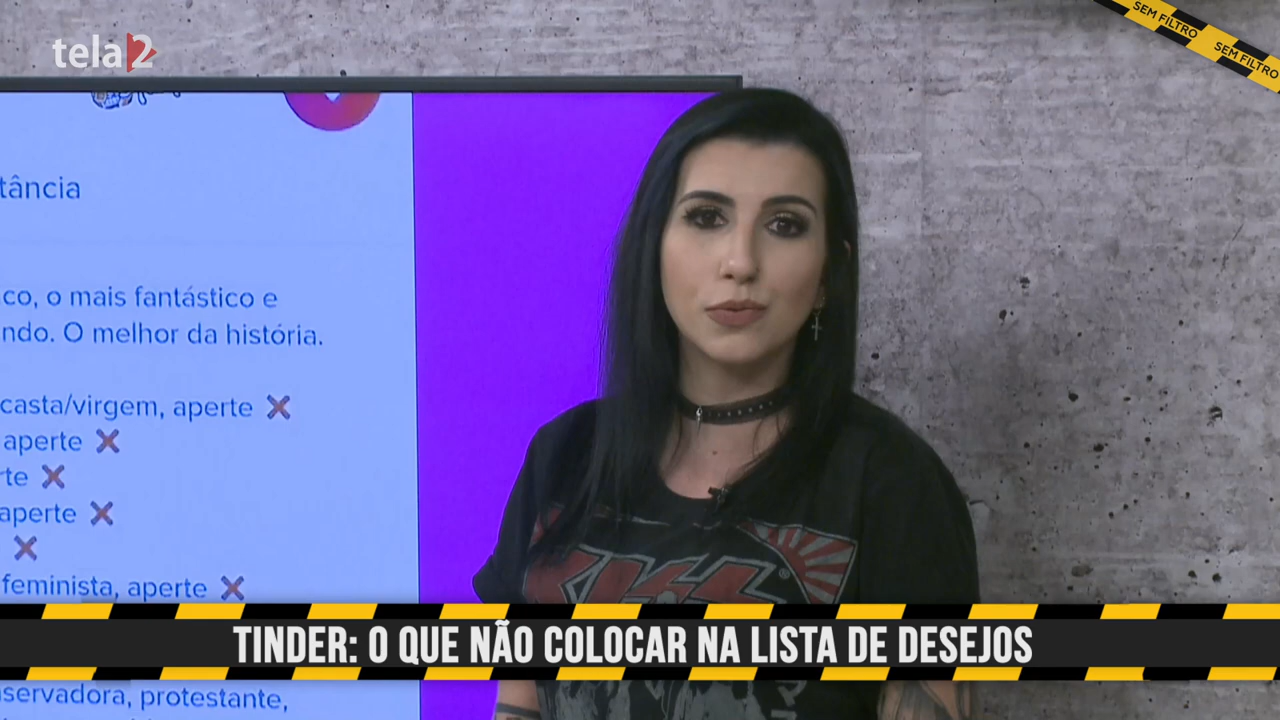 tela2
SEM FILTRO SEM FILTRO
tância
co, o mais fantástico e
ndo. O melhor da história.
casta/virgem, aperte ❌
aperte ❌
rte ❌
aperte ❌
❌
feminista, aperte ❌
TINDER: O QUE NÃO COLOCAR NA LISTA DE DESEJOS
servadora, protestante,